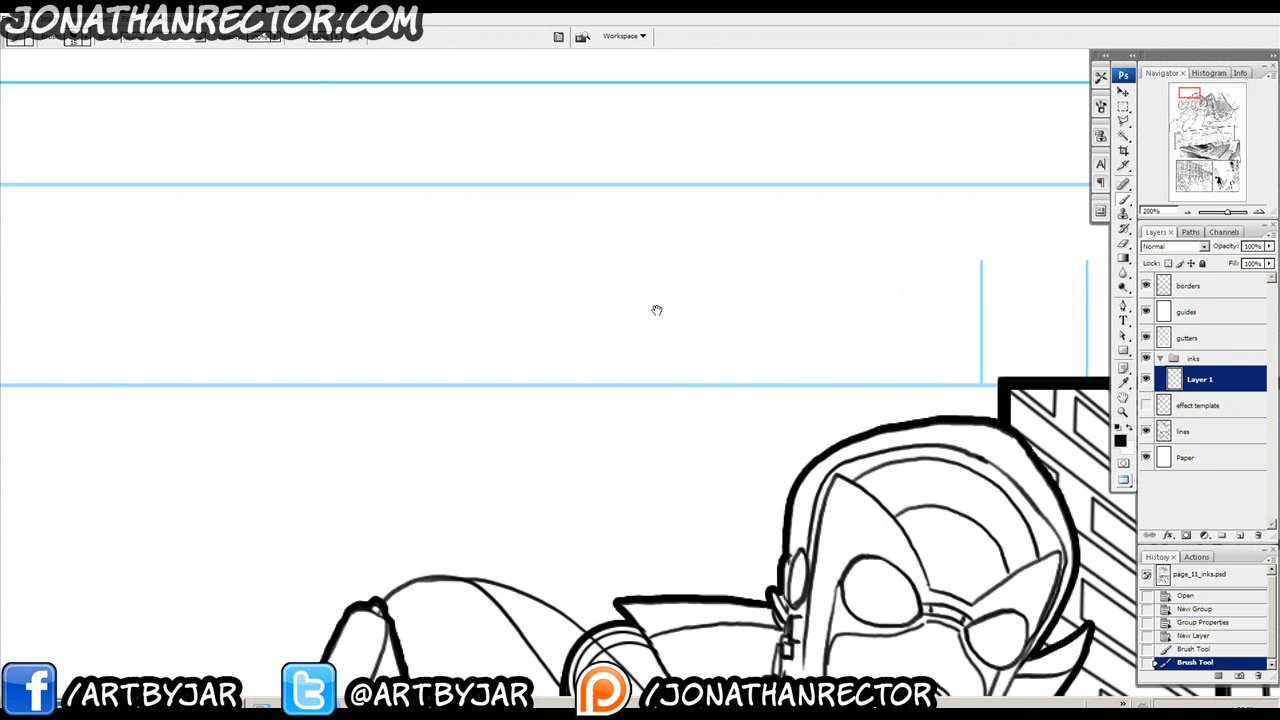 JONATHANRECTOR.COM
Workspace
Navigator Histogram Info
200%
Layers Paths Channels
Normal Opacity: 100%
Lock: Fill: 100%
borders
guides
gutters
inks
Layer 1
effect template
lines
Paper
History Actions
page_11_inks.psd
Open
New Group
Group Properties
New Layer
Brush Tool
Brush Tool
/ARTBYJAR @ARTBYJAR /JONATHANRECTOR